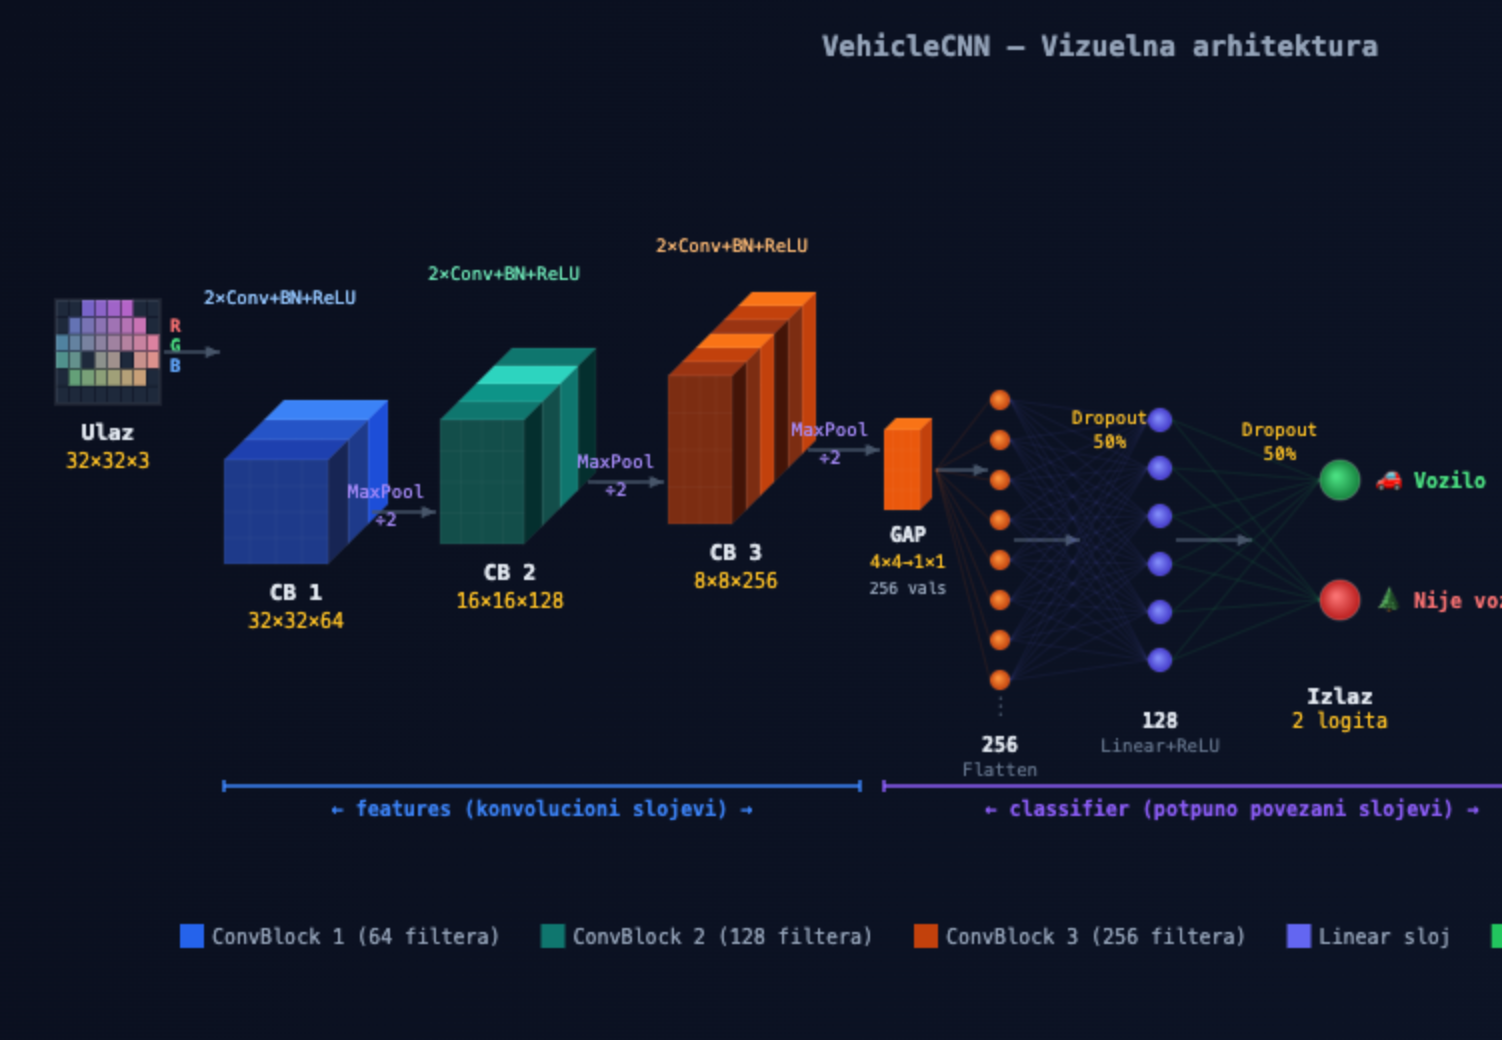 VehicleCNN — Vizuelna arhitektura
R
G
B
Ulaz
32×32×3
2×Conv+BN+ReLU
CB 1
32×32×64
MaxPool
÷2
2×Conv+BN+ReLU
CB 2
16×16×128
MaxPool
÷2
2×Conv+BN+ReLU
CB 3
8×8×256
MaxPool
÷2
GAP
4×4→1×1
256 vals
256
Flatten
Dropout
50%
128
Linear+ReLU
Dropout
50%
Vozilo
Nije
Izlaz
2 logita
← features (konvolucioni slojevi) →
← classifier (potpuno povezani slojevi) →
ConvBlock 1 (64 filtera)
ConvBlock 2 (128 filtera)
ConvBlock 3 (256 filtera)
Linear sloj